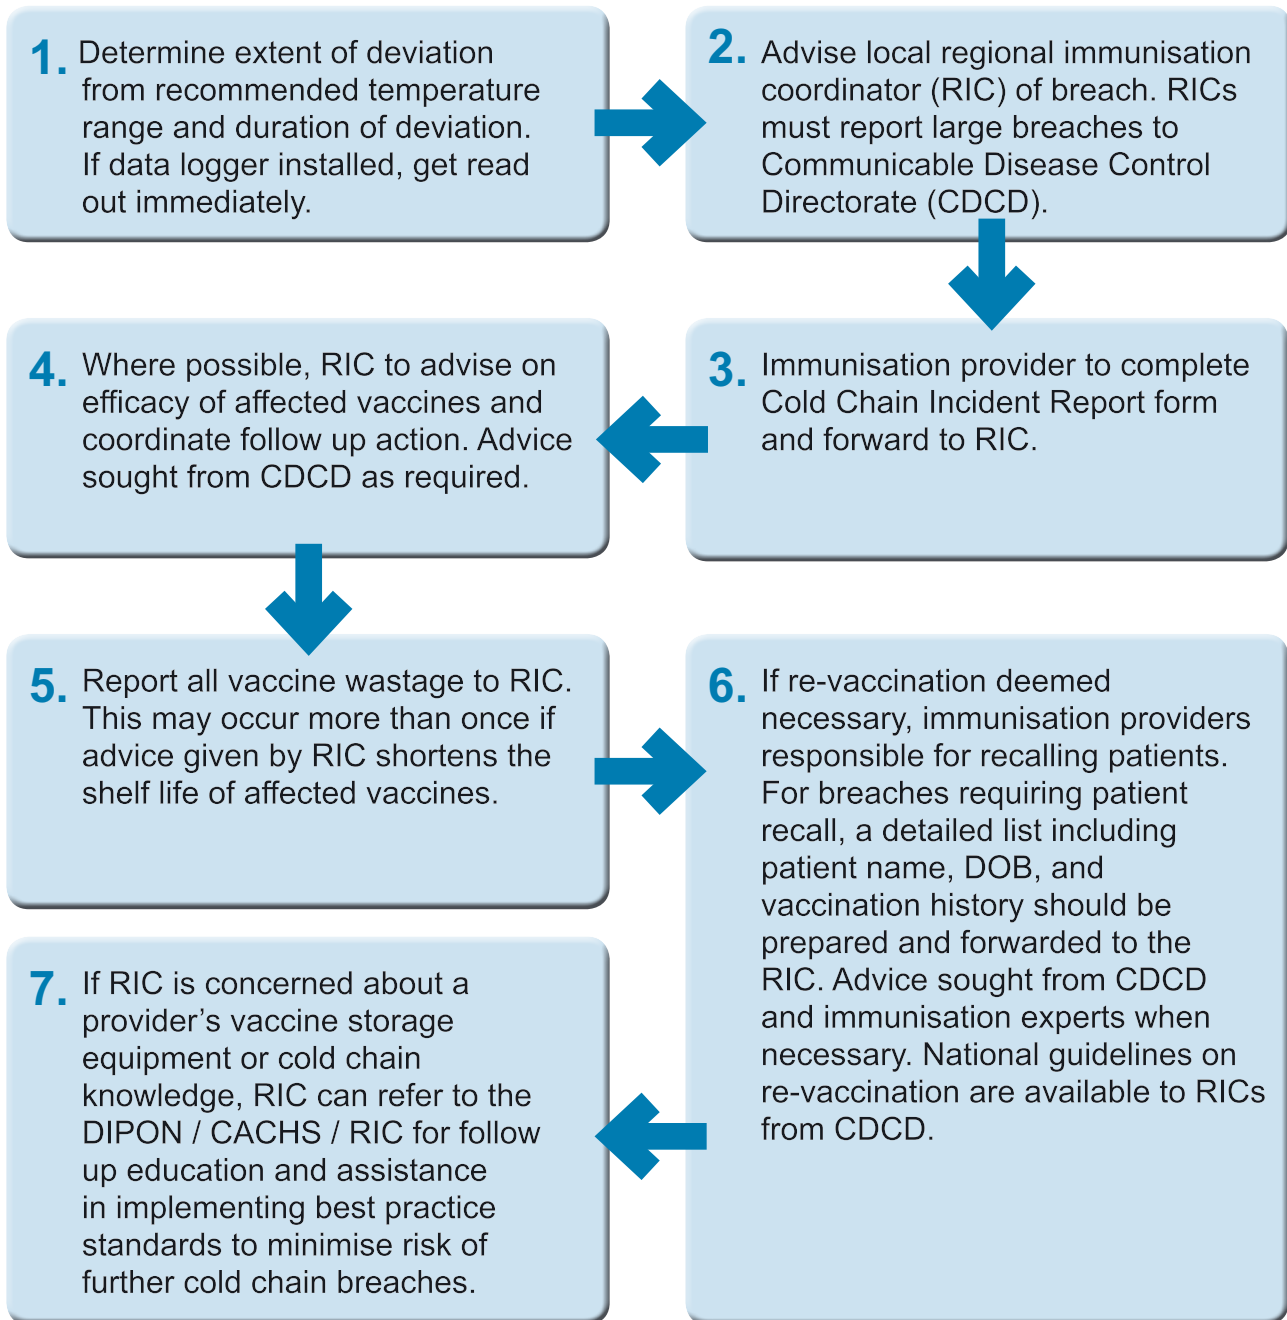 1. Determine extent of deviation
from recommended temperature
range and duration of deviation.
If data logger installed, get read
out immediately.
2. Advise local regional immunisation
coordinator (RIC) of breach. RICs
must report large breaches to
Communicable Disease Control
Directorate (CDCD).
3. Immunisation provider to complete
Cold Chain Incident Report form
and forward to RIC.
4. Where possible, RIC to advise on
efficacy of affected vaccines and
coordinate follow up action. Advice
sought from CDCD as required.
5. Report all vaccine wastage to RIC.
This may occur more than once if
advice given by RIC shortens the
shelf life of affected vaccines.
6. If re-vaccination deemed
necessary, immunisation providers
responsible for recalling patients.
For breaches requiring patient
recall, a detailed list including
patient name, DOB, and
vaccination history should be
prepared and forwarded to the
RIC. Advice sought from CDCD
and immunisation experts when
necessary. National guidelines on
re-vaccination are available to RICs
from CDCD.
7. If RIC is concerned about a
provider’s vaccine storage
equipment or cold chain
knowledge, RIC can refer to the
DIPON / CACHS / RIC for follow
up education and assistance
in implementing best practice
standards to minimise risk of
further cold chain breaches.